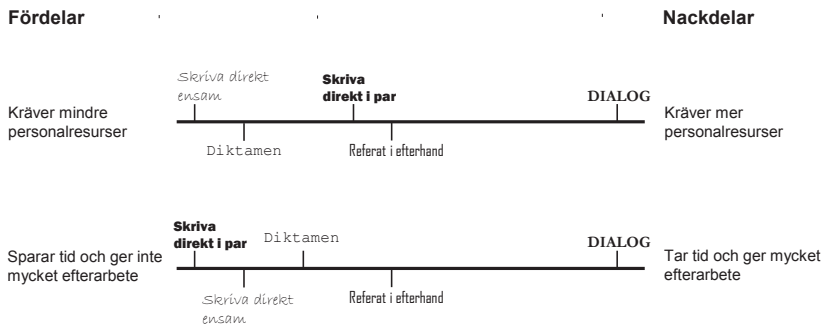 Fördelar
Nackdelar
Skriva direkt
ensam
Skriva
direkt i par
DIALOG
Kräver mindre
personalresurser
Kräver mer
personalresurser
Diktamen
Referat i efterhand
Skriva
direkt i par
Diktamen
DIALOG
Sparar tid och ger inte
mycket efterarbete
Tar tid och ger mycket
efterarbete
Skriva direkt
ensam
Referat i efterhand